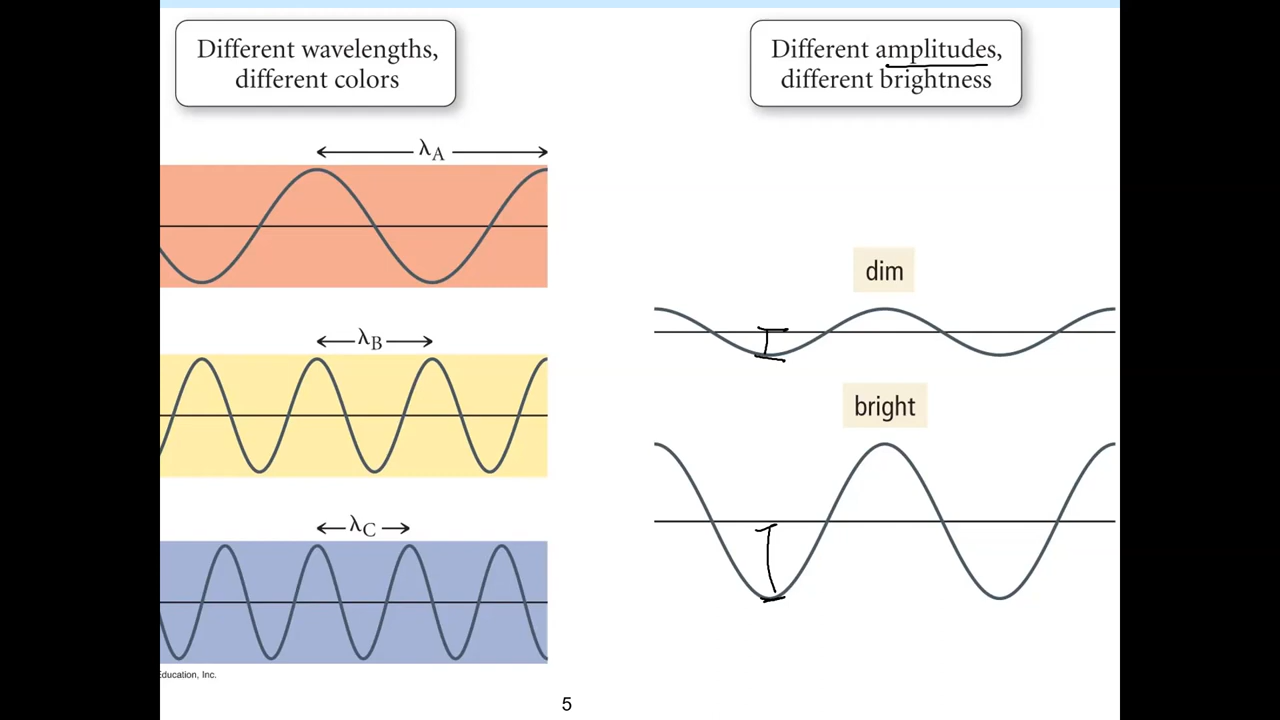 Different wavelengths,
different colors
λA
λB
λC
Education, Inc.
Different amplitudes,
different brightness
dim
bright
5